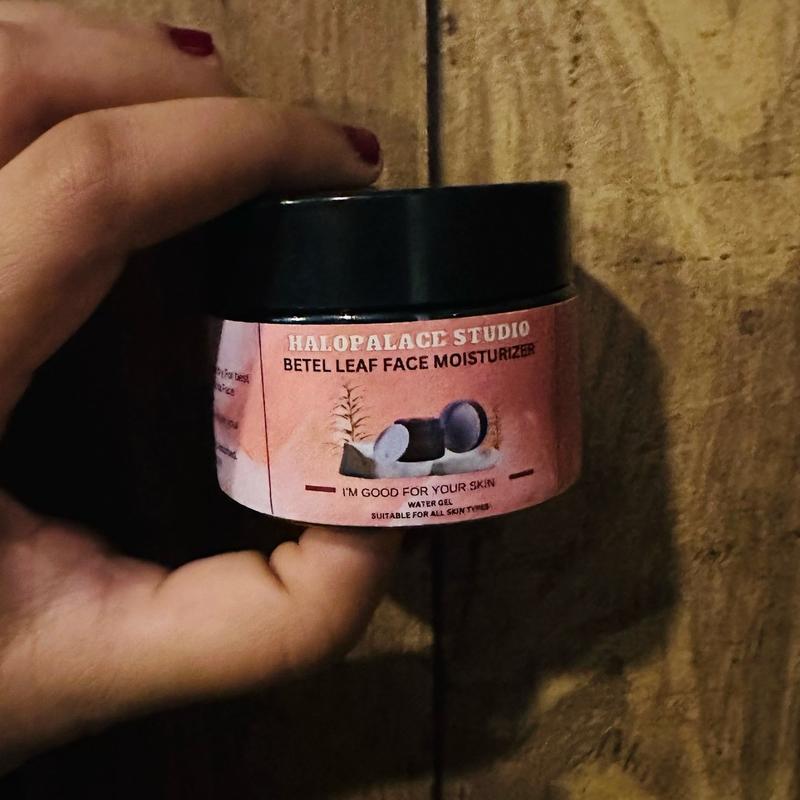 HALOPALACE STUDIO
BETEL LEAF FACE MOISTURIZER
I'M GOOD FOR YOUR SKIN
WATER GEL
SUITABLE FOR ALL SKIN TYPES